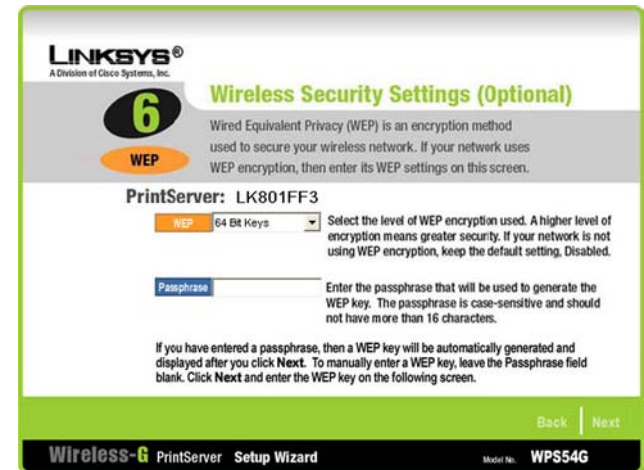 LINKSYS®
A Division of Cisco Systems, Inc.
6
WEP
Wireless Security Settings (Optional)
Wired Equivalent Privacy (WEP) is an encryption method
used to secure your wireless network. If your network uses
WEP encryption, then enter its WEP settings on this screen.
PrintServer: LK801FF3
WEP 64 Bit Keys
Select the level of WEP encryption used. A higher level of
encryption means greater security. If your network is not
using WEP encryption, keep the default setting, Disabled.
Passphrase
Enter the passphrase that will be used to generate the
WEP key. The passphrase is case-sensitive and should
not have more than 16 characters.
If you have entered a passphrase, then a WEP key will be automatically generated and
displayed after you click Next. To manually enter a WEP key, leave the Passphrase field
blank. Click Next and enter the WEP key on the following screen.
Back Next
Wireless-G PrintServer Setup Wizard Model No. WPS54G